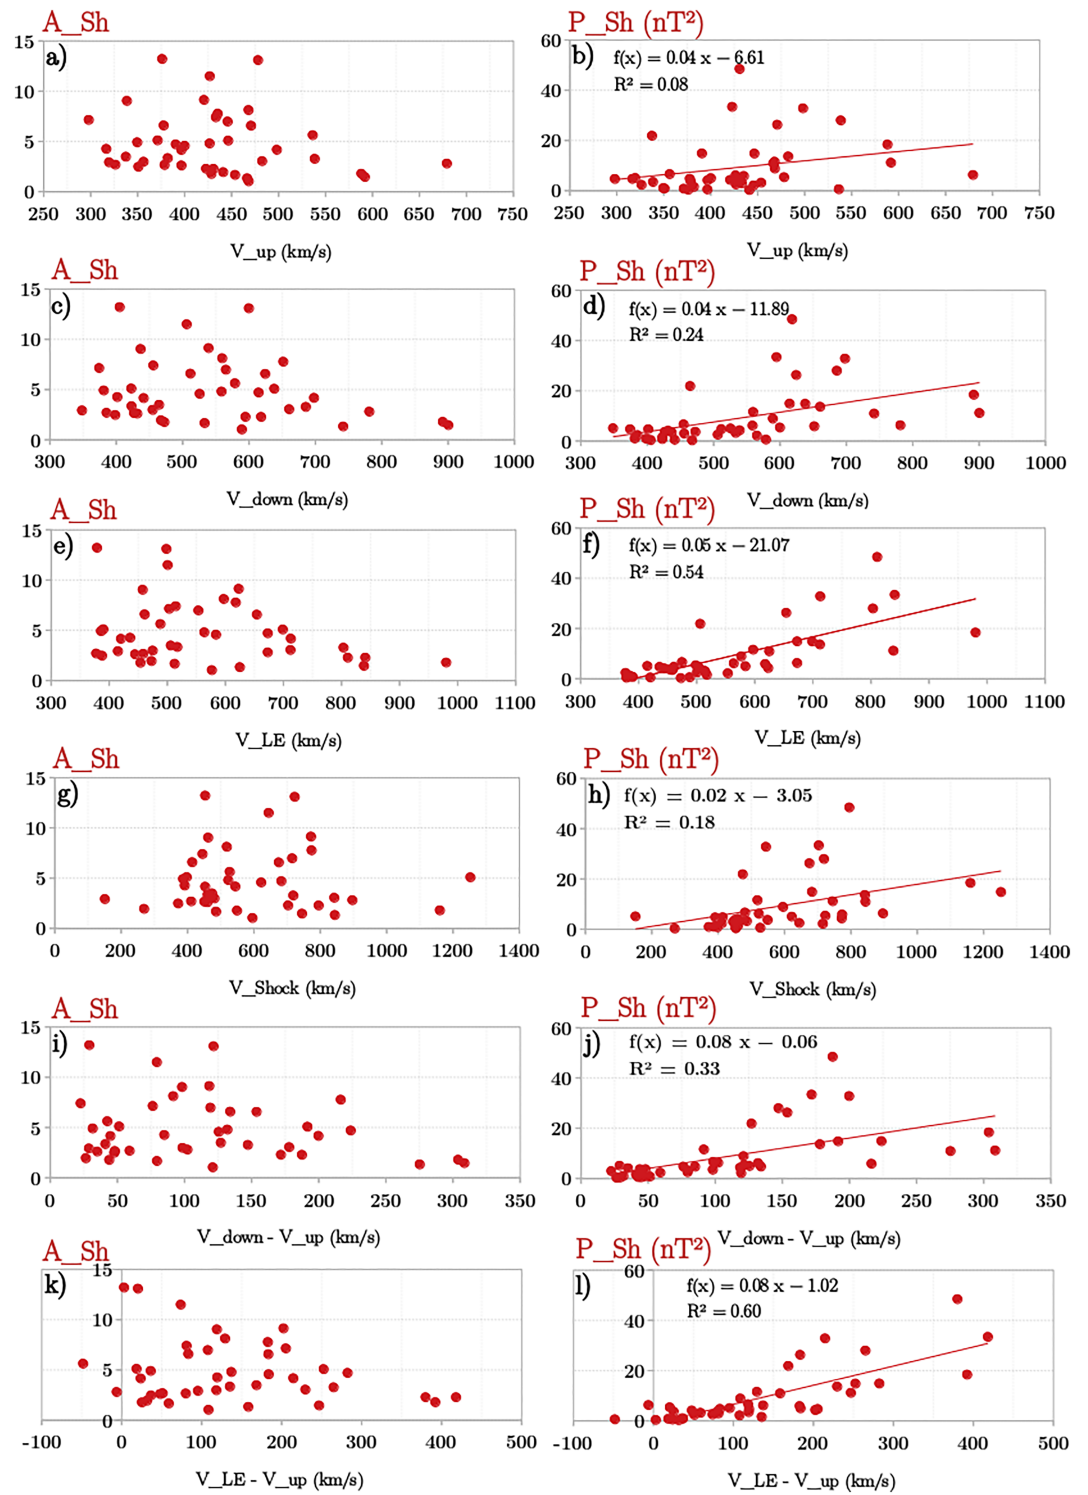 A_Sh
a)
15
10
5
0
250 300 350 400 450 500 550 600 650 700 750
V_up (km/s)
P_Sh (nT²)
b)
f(x) = 0.04 x − 6.61
R² = 0.08
60
40
20
0
250 300 350 400 450 500 550 600 650 700 750
V_up (km/s)
A_Sh
c)
15
10
5
0
300 400 500 600 700 800 900 1000
V_down (km/s)
P_Sh (nT²)
d)
f(x) = 0.04 x − 11.89
R² = 0.24
60
40
20
0
300 400 500 600 700 800 900 1000
V_down (km/s)
A_Sh
e)
15
10
5
0
300 400 500 600 700 800 900 1000 1100
V_LE (km/s)
P_Sh (nT²)
f)
f(x) = 0.05 x − 21.07
R² = 0.54
60
40
20
0
300 400 500 600 700 800 900 1000 1100
V_LE (km/s)
A_Sh
g)
15
10
5
0
0 200 400 600 800 1000 1200 1400
V_Shock (km/s)
P_Sh (nT²)
h)
f(x) = 0.02 x − 3.05
R² = 0.18
60
40
20
0
0 200 400 600 800 1000 1200 1400
V_Shock (km/s)
A_Sh
i)
15
10
5
0
0 50 100 150 200 250 300 350
V_down - V_up (km/s)
P_Sh (nT²)
j)
f(x) = 0.08 x − 0.06
R² = 0.33
60
40
20
0
0 50 100 150 200 250 300 350
V_down - V_up (km/s)
A_Sh
k)
15
10
5
0
-100 0 100 200 300 400 500
V_LE - V_up (km/s)
P_Sh (nT²)
l)
f(x) = 0.08 x − 1.02
R² = 0.60
60
40
20
0
-100 0 100 200 300 400 500
V_LE - V_up (km/s)